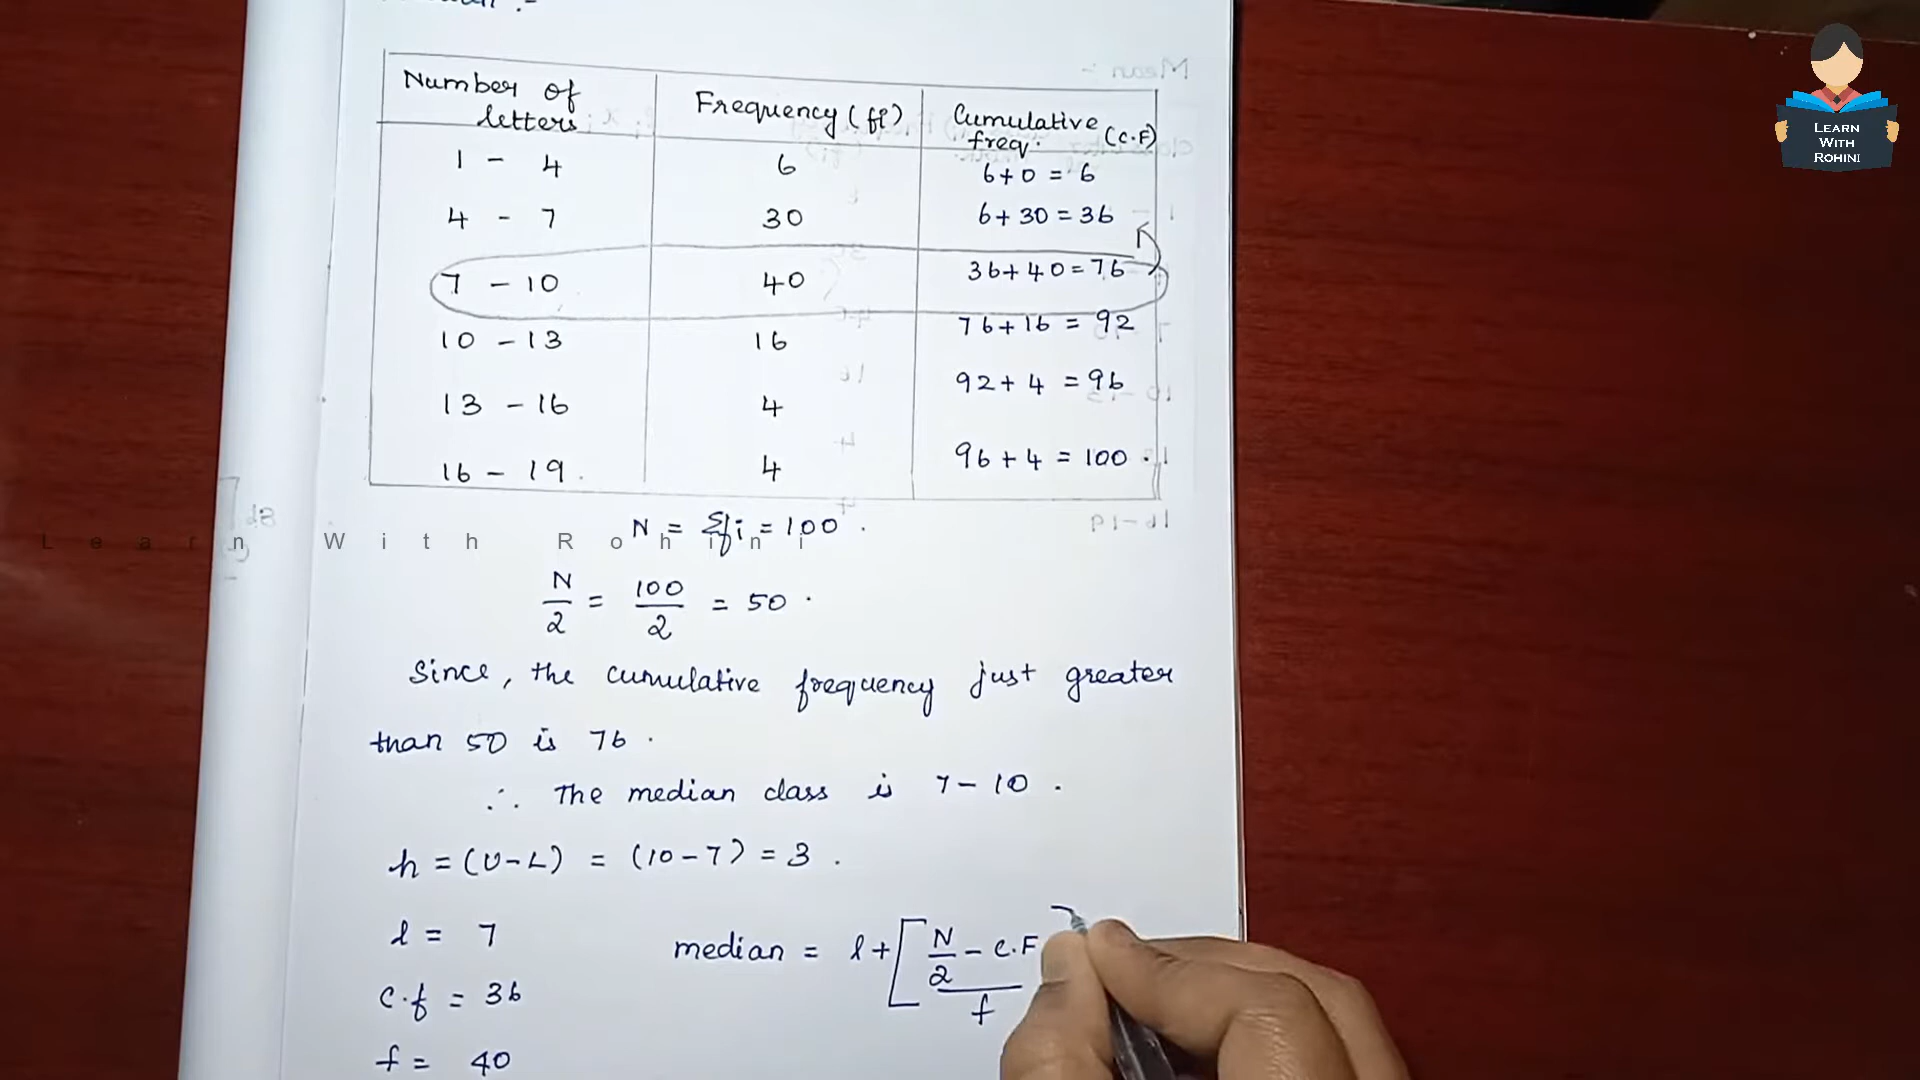 Number of letters Frequency (fi) Cumulative freq. (C.F)
1 - 4 6 6+0 = 6
4 - 7 30 6+30 = 36
7 - 10 40 36+40 = 76
10 - 13 16 76+16 = 92
13 - 16 4 92+4 = 96
16 - 19. 4 96+4 = 100.
N = Σfi = 100.
Learn With Rohini
N/2 = 100/2 = 50.
Since, the cumulative frequency just greater
than 50 is 76.
∴ The median class is 7 - 10.
h = (U-L) = (10-7) = 3.
l = 7
median = l + [N/2 - C.F
f
c.f = 36
f = 40
LEARN
WITH
ROHINI